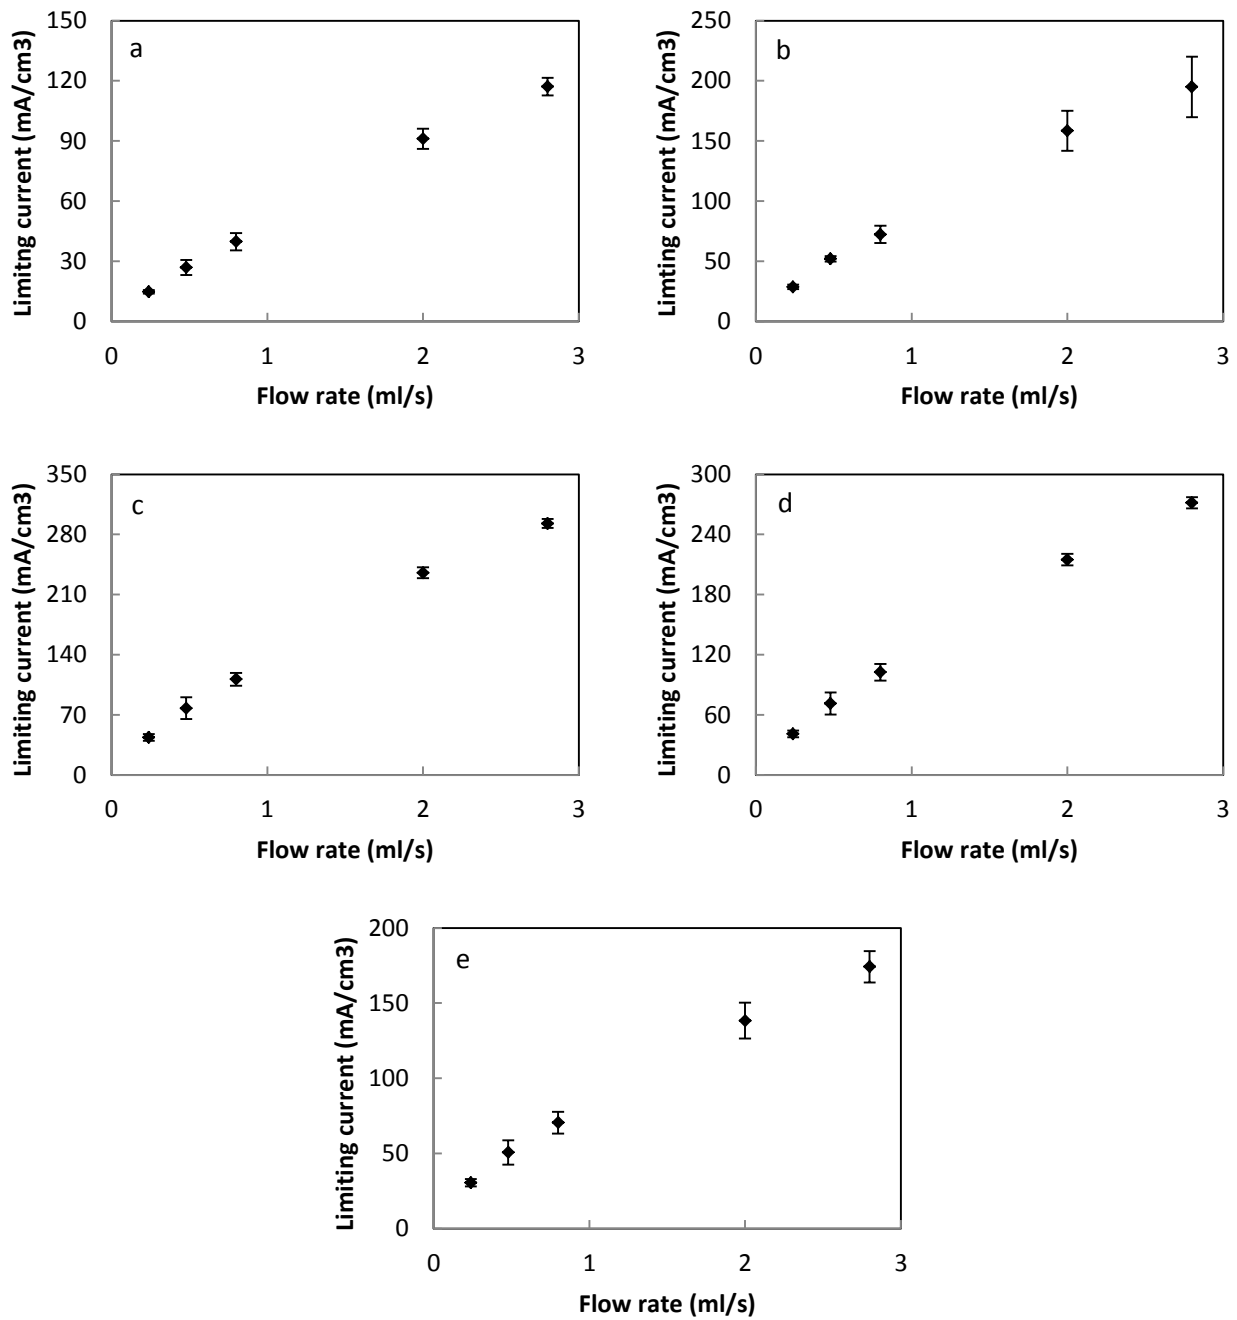 a
Limiitng current (mA/cm3)
150
120
90
60
30
0
0 1 2 3
Flow rate (ml/s)
b
Limting current (mA/cm3)
250
200
150
100
50
0
0 1 2 3
Flow rate (ml/s)
c
Limiting current (mA/cm3)
350
280
210
140
70
0
0 1 2 3
Flow rate (ml/s)
d
Limiting current (mA/cm3)
300
240
180
120
60
0
0 1 2 3
Flow rate (ml/s)
e
Limiting current (mA/cm3)
200
150
100
50
0
0 1 2 3
Flow rate (ml/s)